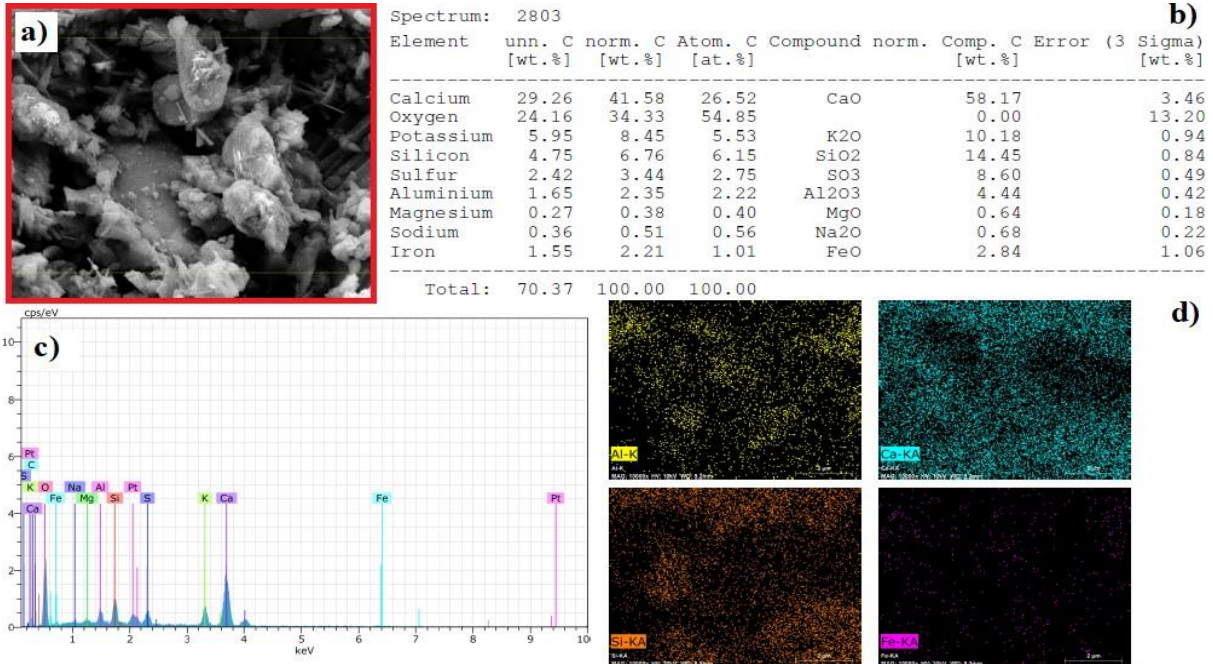 a)
b)
Spectrum: 2803
Element unn. C norm. C Atom. C Compound norm. Comp. C Error (3 Sigma)
[wt.%] [wt.%] [at.%] [wt.%] [wt.%]
Calcium 29.26 41.58 26.52 CaO 58.17 3.46
Oxygen 24.16 34.33 54.85 0.00 13.20
Potassium 5.95 8.45 5.53 K2O 10.18 0.94
Silicon 4.75 6.76 6.15 SiO2 14.45 0.84
Sulfur 2.42 3.44 2.75 SO3 8.60 0.49
Aluminium 1.65 2.35 2.22 Al2O3 4.44 0.42
Magnesium 0.27 0.38 0.40 MgO 0.64 0.18
Sodium 0.36 0.51 0.56 Na2O 0.68 0.22
Iron 1.55 2.21 1.01 FeO 2.84 1.06
Total: 70.37 100.00 100.00
cps/eV
c)
10
8
6
4
2
0
Pt
C
S
K O Na Al Pt
Fe Mg Si S K Ca Fe Pt
Ca
1 2 3 4 5 6 7 8 9 10
keV
d)
Al-K
Al-K
Ca-KA
Ca-KA
Si-KA
Si-KA
Fe-KA
Fe-KA
2 µm